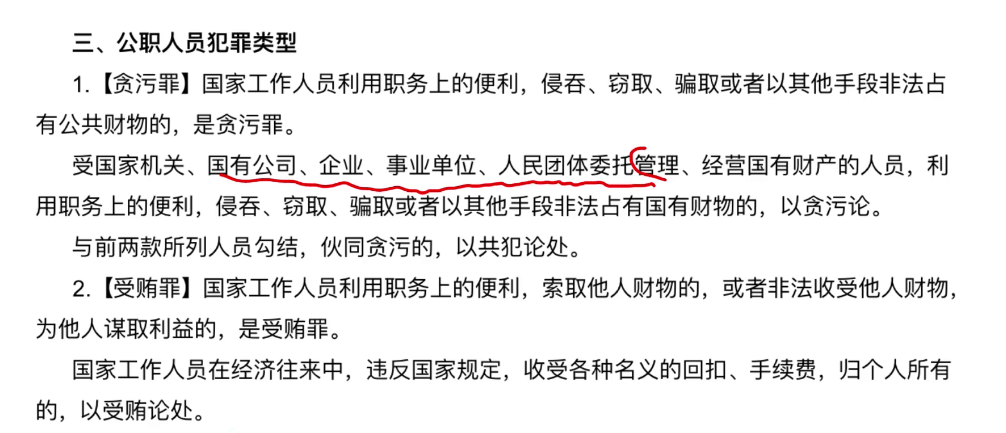 三、公职人员犯罪类型
1.【贪污罪】国家工作人员利用职务上的便利，侵吞、窃取、骗取或者以其他手段非法占
有公共财物的，是贪污罪。
受国家机关、国有公司、企业、事业单位、人民团体委托管理、经营国有财产的人员，利
用职务上的便利，侵吞、窃取、骗取或者以其他手段非法占有国有财物的，以贪污论。
与前两款所列人员勾结，伙同贪污的，以共犯论处。
2.【受贿罪】国家工作人员利用职务上的便利，索取他人财物的，或者非法收受他人财物，
为他人谋取利益的，是受贿罪。
国家工作人员在经济往来中，违反国家规定，收受各种名义的回扣、手续费，归个人所有
的，以受贿论处。